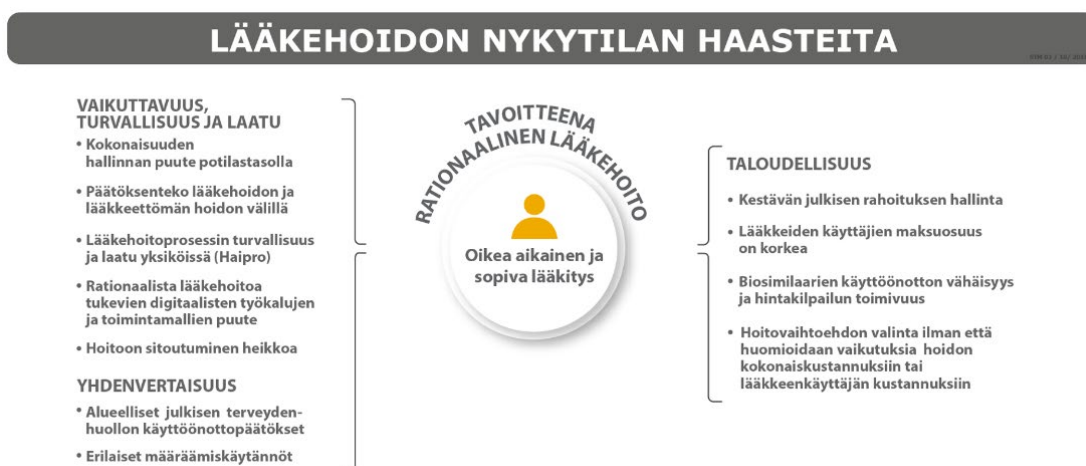 LÄÄKEHOIDON NYKYTILAN HAASTEITA
VAIKUTTAVUUS,
TURVALLISUUS JA LAATU
• Kokonaisuuden
hallinnan puute potilastasolla
• Päätöksenteko lääkehoidon ja
lääkkeettömän hoidon välillä
• Lääkehoitoprosessin turvallisuus
ja laatu yksiköissä (Haipro)
• Rationaalista lääkehoitoa
tukevien digitaalisten työkalujen
ja toimintamallien puute
• Hoitoon sitoutuminen heikkoa
YHDENVERTAISUUS
• Alueelliset julkisen terveyden-
huollon käyttöönottopäätökset
• Erilaiset määräämiskäytännöt
TAVOITTEENA
RATIONAALINEN LÄÄKEHOITO
Oikea aikainen ja
sopiva lääkitys
TALOUDELLISUUS
• Kestävän julkisen rahoituksen hallinta
• Lääkkeiden käyttäjien maksuosuus
on korkea
• Biosimilaarien käyttöönotton vähäisyys
ja hintakilpailun toimivuus
• Hoitovaihtoehdon valinta ilman että
huomioidaan vaikutuksia hoidon
kokonaiskustannuksiin tai
lääkkeenkäyttäjän kustannuksiin